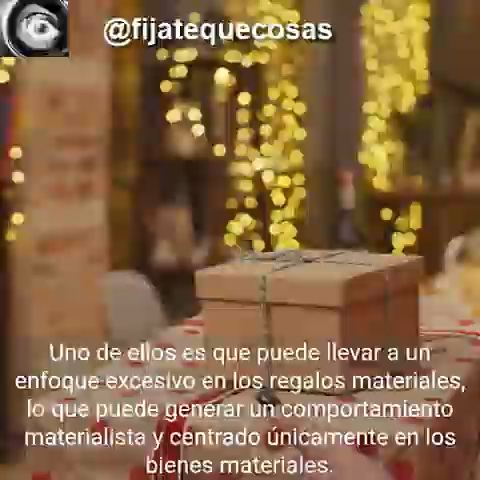 @fijatequecosas
Uno de ellos es que puede llevar a un
enfoque excesivo en los regalos materiales,
lo que puede generar un comportamiento
materialista y centrado únicamente en los
bienes materiales.